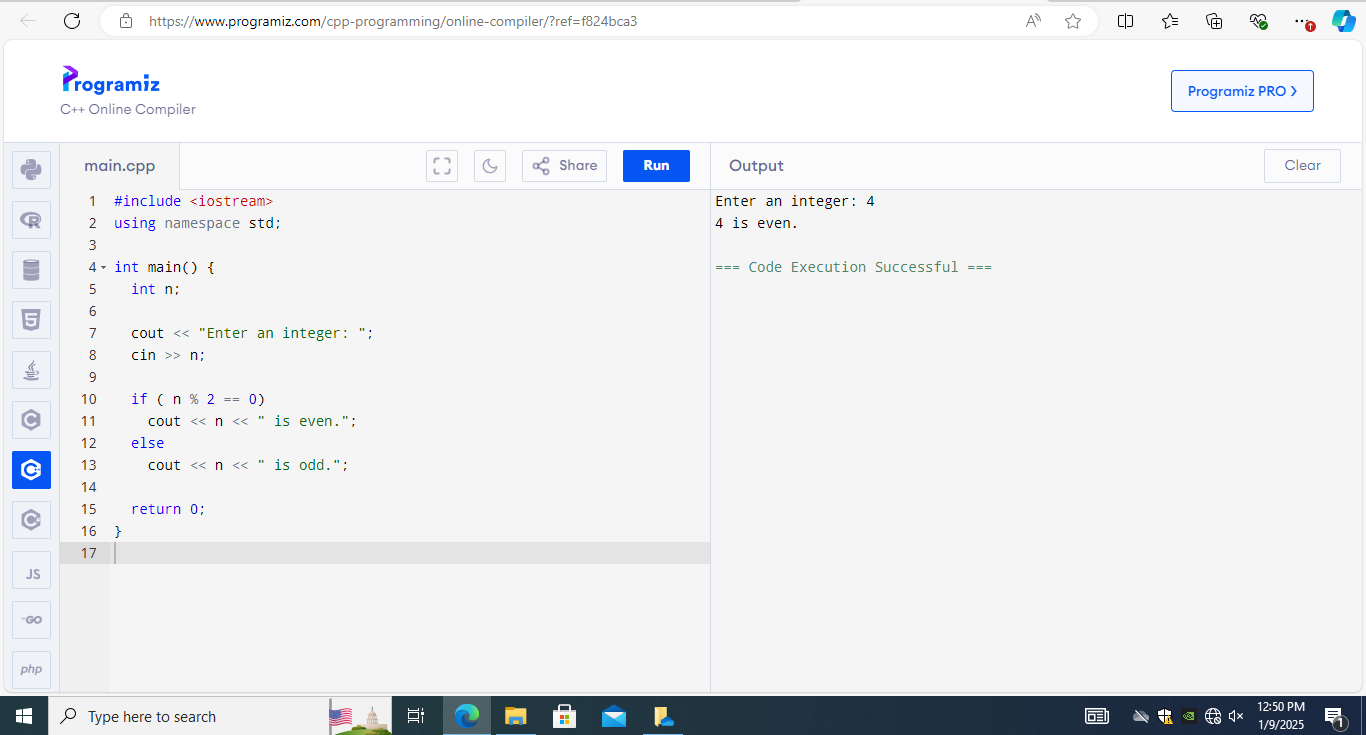 https://www.programiz.com/cpp-programming/online-compiler/?ref=f824bca3
Programiz
C++ Online Compiler
Programiz PRO >
main.cpp
Share
Run
Output
Clear
1 #include <iostream>
2 using namespace std;
3
4 int main() {
5   int n;
6
7   cout << "Enter an integer: ";
8   cin >> n;
9
10   if ( n % 2 == 0)
11     cout << n << " is even.";
12   else
13     cout << n << " is odd.";
14
15   return 0;
16 }
17
Enter an integer: 4
4 is even.
=== Code Execution Successful ===
JS
GO
php
Type here to search
12:50 PM
1/9/2025
1